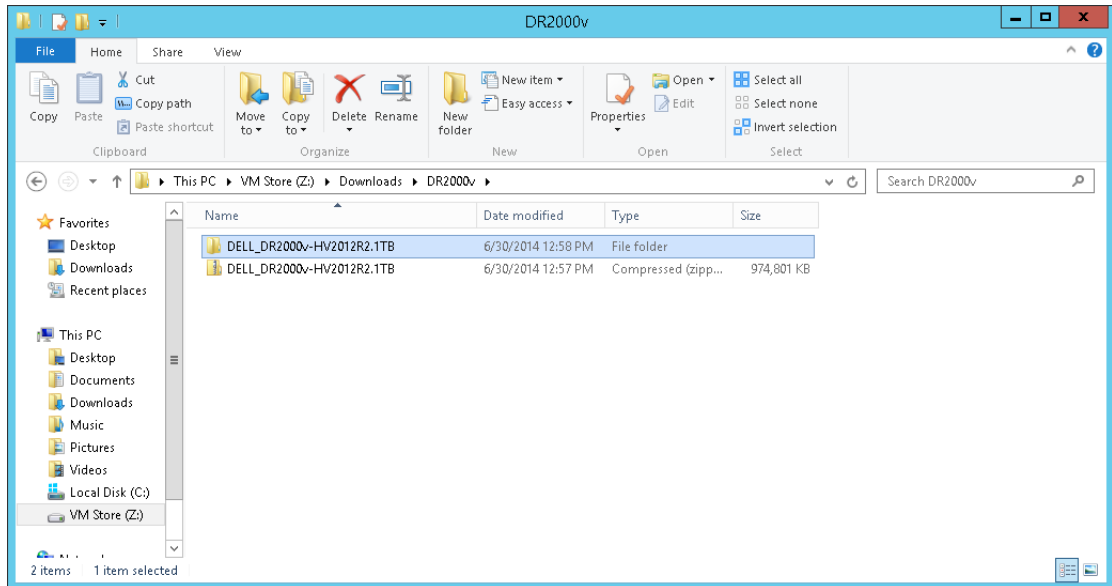 DR2000v
File Home Share View
Copy
Paste
Cut
Copy path
Paste shortcut
Clipboard
Move to
Copy to
Delete
Rename
Organize
New folder
New item
Easy access
New
Properties
Open
Edit
Open
Select all
Select none
Invert selection
Select
This PC VM Store (Z:) Downloads DR2000v
Search DR2000v
Favorites
Desktop
Downloads
Recent places
This PC
Desktop
Documents
Downloads
Music
Pictures
Videos
Local Disk (C:)
VM Store (Z:)
Name Date modified Type Size
DELL_DR2000v-HV2012R2.1TB 6/30/2014 12:58 PM File folder
DELL_DR2000v-HV2012R2.1TB 6/30/2014 12:57 PM Compressed (zipp... 974,801 KB
2 items 1 item selected